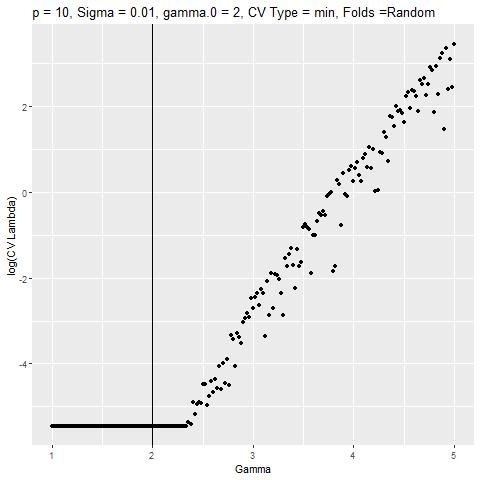 p = 10, Sigma = 0.01, gamma.0 = 2, CV Type = min, Folds =Random
log(CV Lambda)
2
0
-2
-4
1 2 3 4 5
Gamma